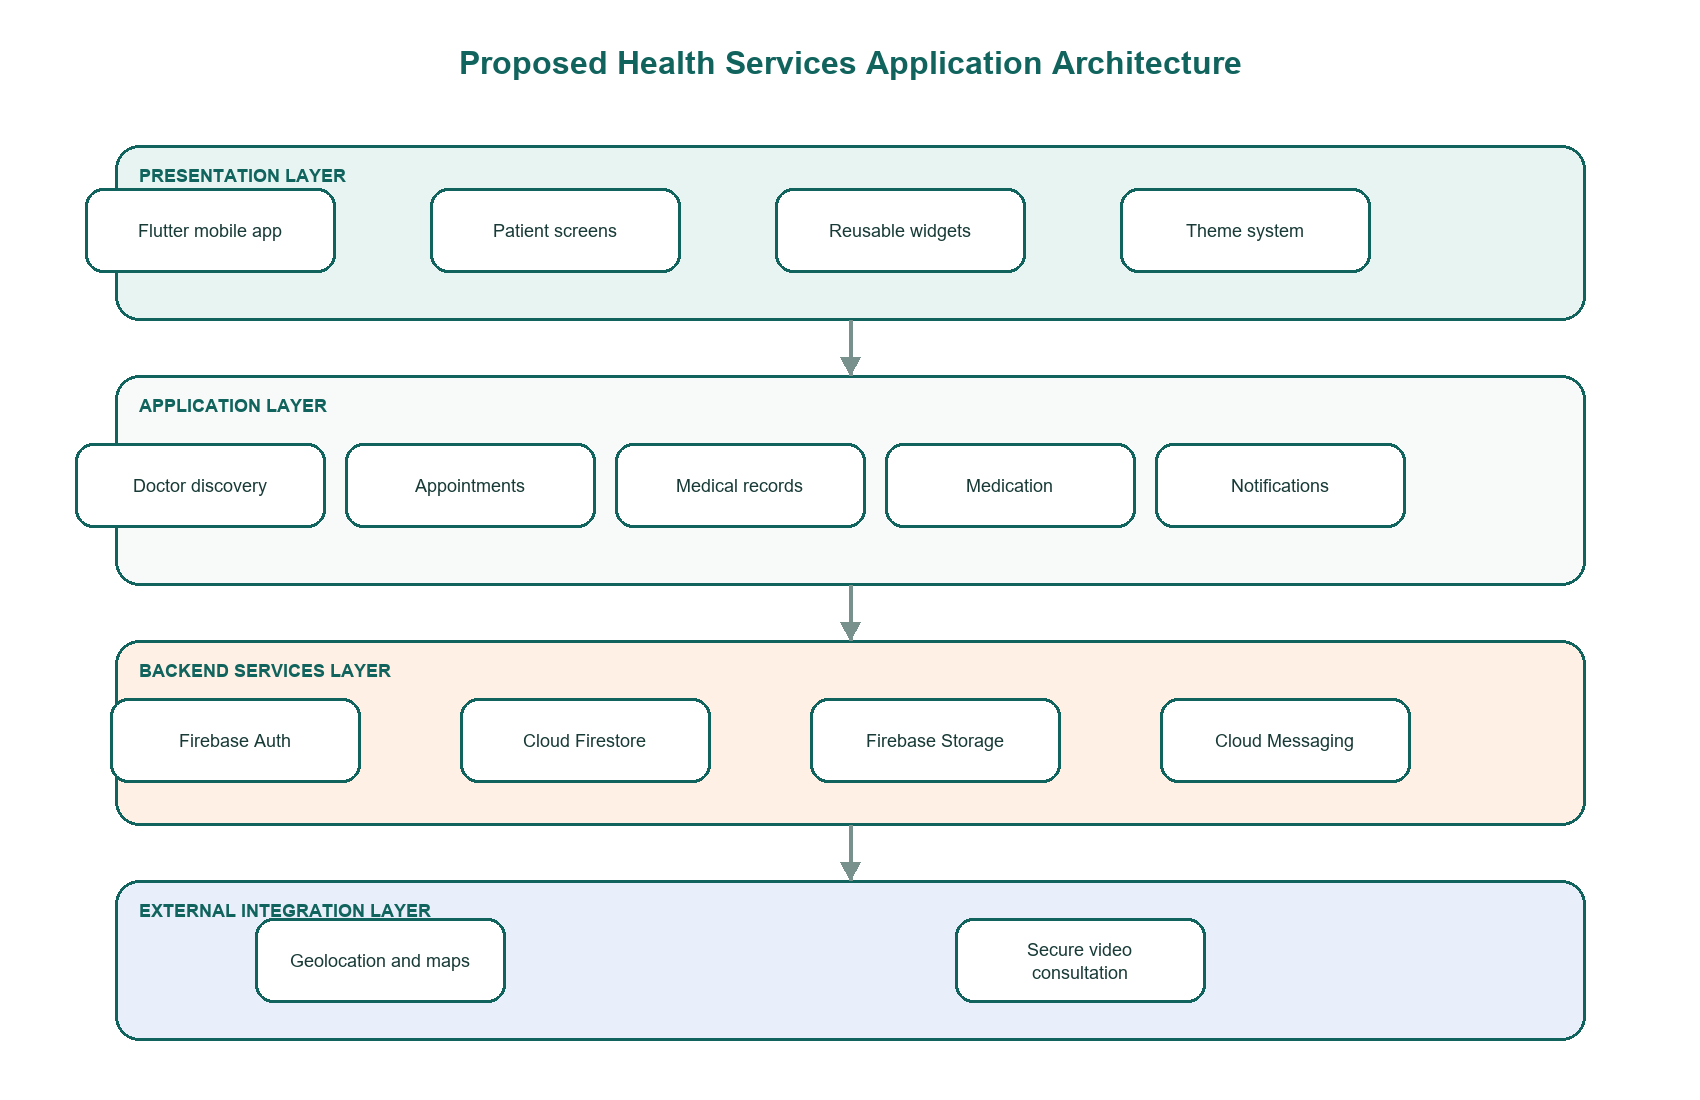 Proposed Health Services Application Architecture
PRESENTATION LAYER
Flutter mobile app
Patient screens
Reusable widgets
Theme system
APPLICATION LAYER
Doctor discovery
Appointments
Medical records
Medication
Notifications
BACKEND SERVICES LAYER
Firebase Auth
Cloud Firestore
Firebase Storage
Cloud Messaging
EXTERNAL INTEGRATION LAYER
Geolocation and maps
Secure video
consultation